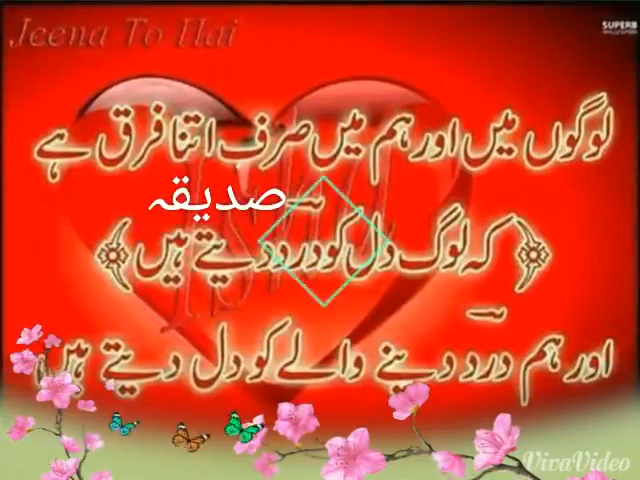 Jeena To Hai
SUPERB
لوگوں میں اور ہم میں صرف اتنا فرق ہے
صدیقہ
﴿ کہ لوگ دل کو درد دیتے ہیں ﴾
اور ہم درد دینے والے کو دل دیتے ہیں
VivaVideo